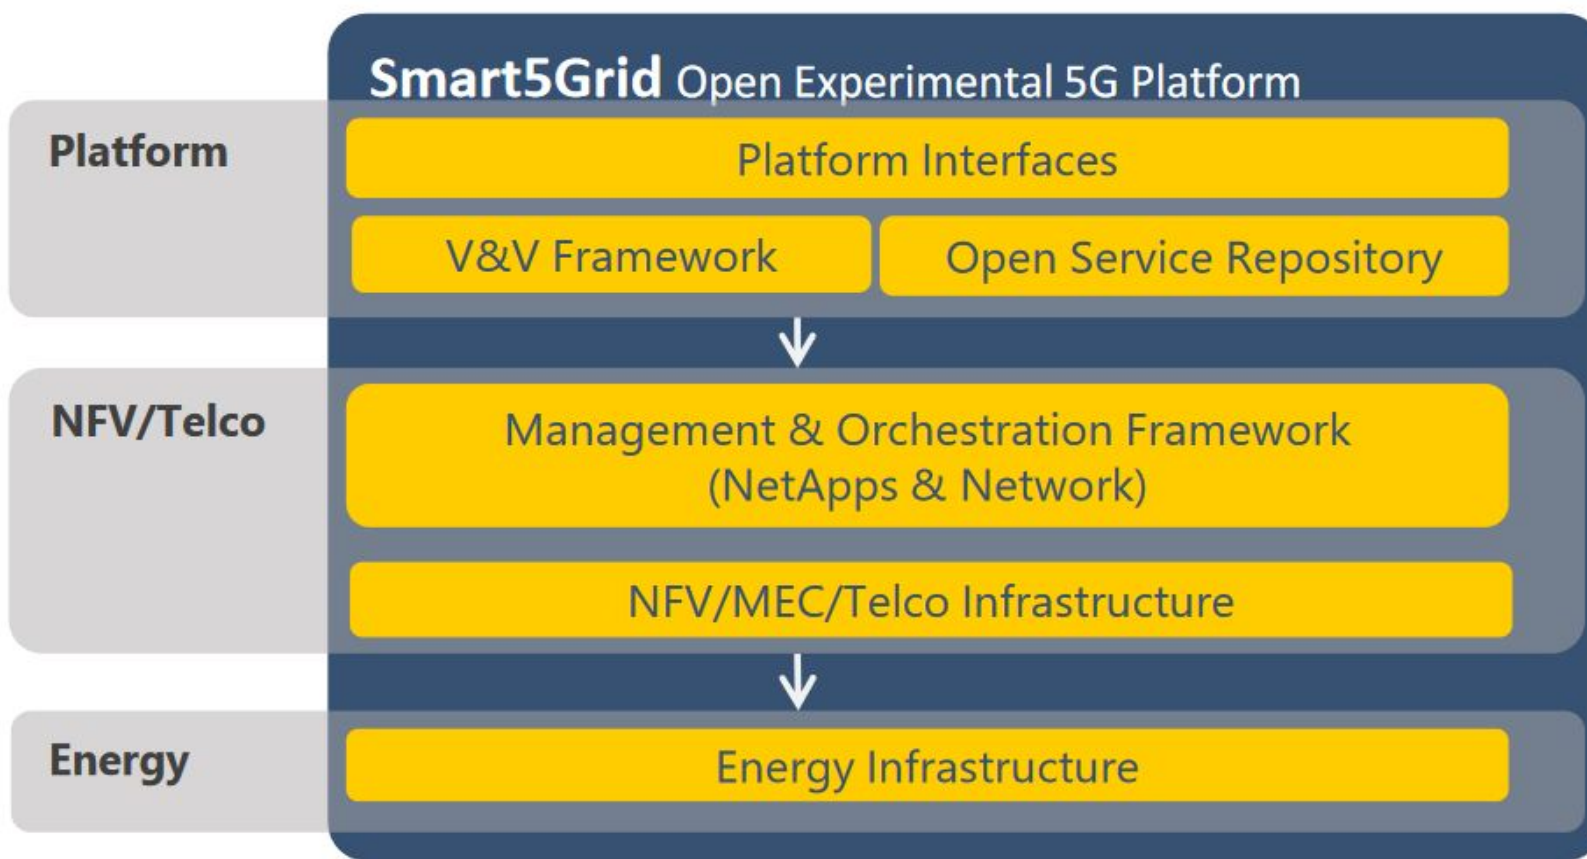 Smart5Grid Open Experimental 5G Platform
Platform
Platform Interfaces
V&V Framework
Open Service Repository
NFV/Telco
Management & Orchestration Framework
(NetApps & Network)
NFV/MEC/Telco Infrastructure
Energy
Energy Infrastructure